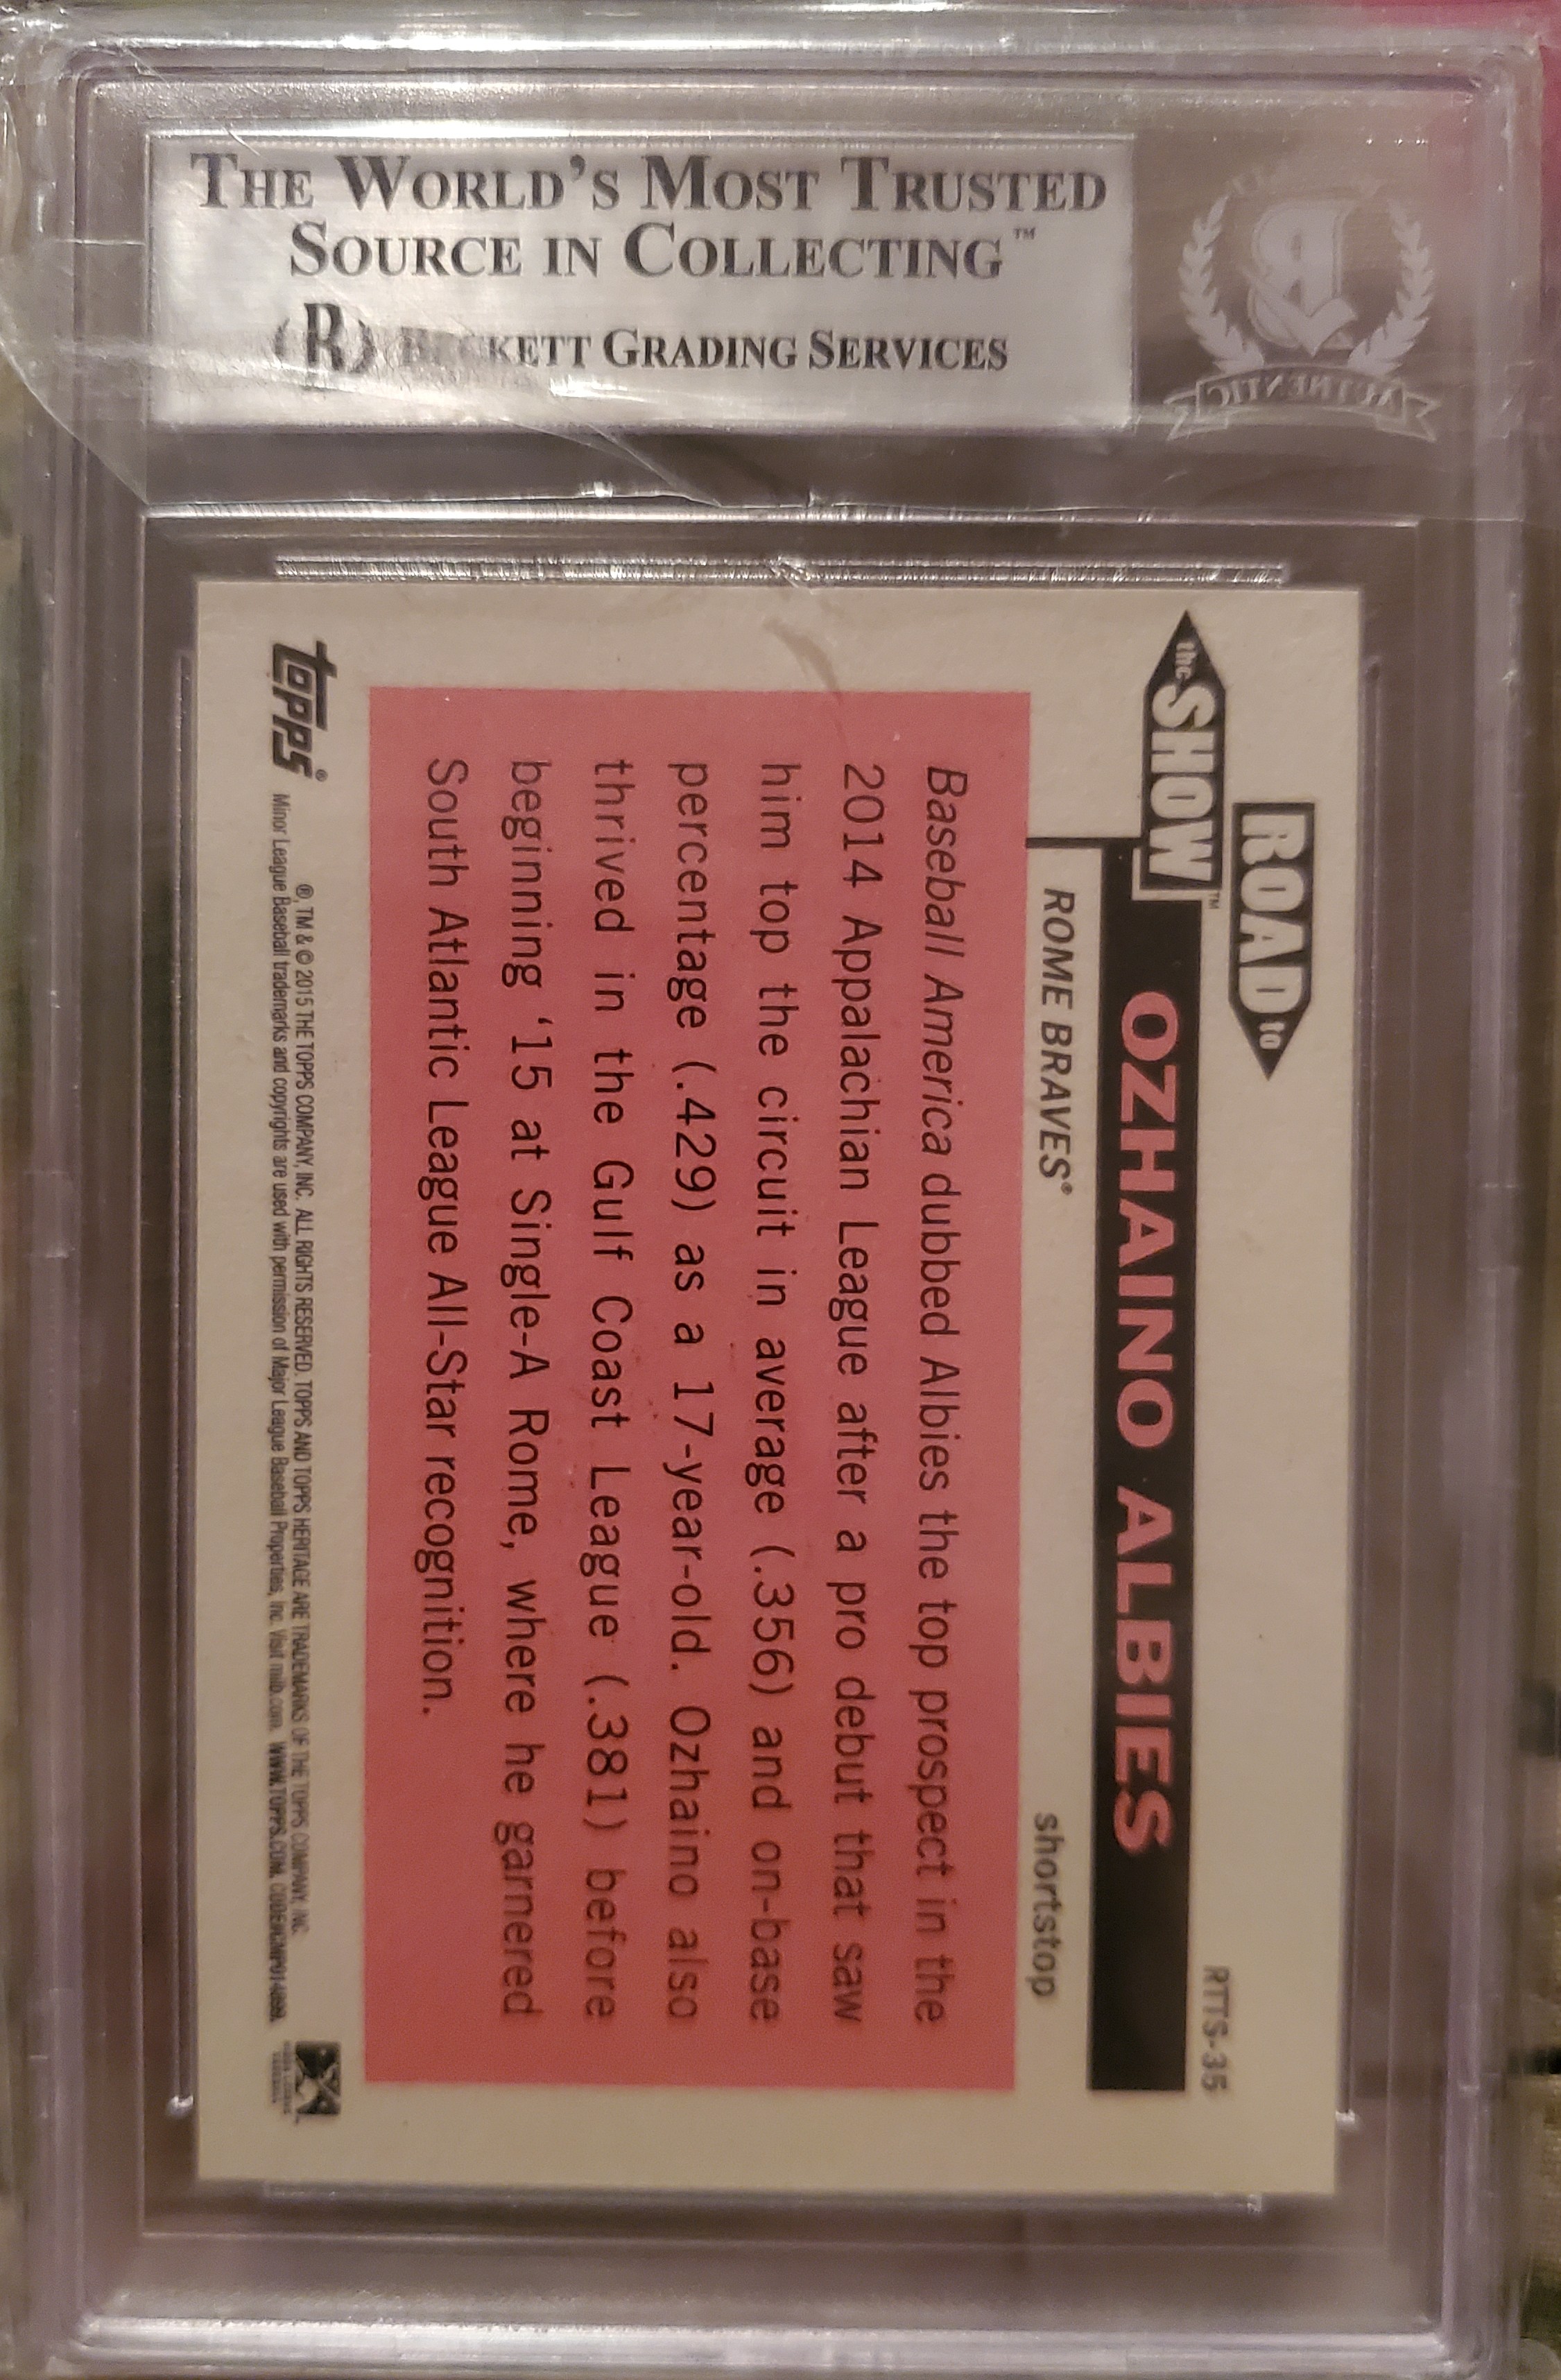 THE WORLD'S MOST TRUSTED
SOURCE IN COLLECTING™
BECKETT GRADING SERVICES
AUTHENTIC
ROAD to
the SHOW™
RTTS-35
OZHAINO ALBIES
ROME BRAVES® shortstop
Baseball America dubbed Albies the top prospect in the
2014 Appalachian League after a pro debut that saw
him top the circuit in average (.356) and on-base
percentage (.429) as a 17-year-old. Ozhaino also
thrived in the Gulf Coast League (.381) before
beginning ‘15 at Single-A Rome, where he garnered
South Atlantic League All-Star recognition.
topps®
®, TM & © 2015 THE TOPPS COMPANY, INC. ALL RIGHTS RESERVED. TOPPS AND TOPPS HERITAGE ARE TRADEMARKS OF THE TOPPS COMPANY, INC.
Minor League Baseball trademarks and copyrights are used with permission of Major League Baseball Properties, Inc. Visit milb.com. WWW.TOPPS.COM.